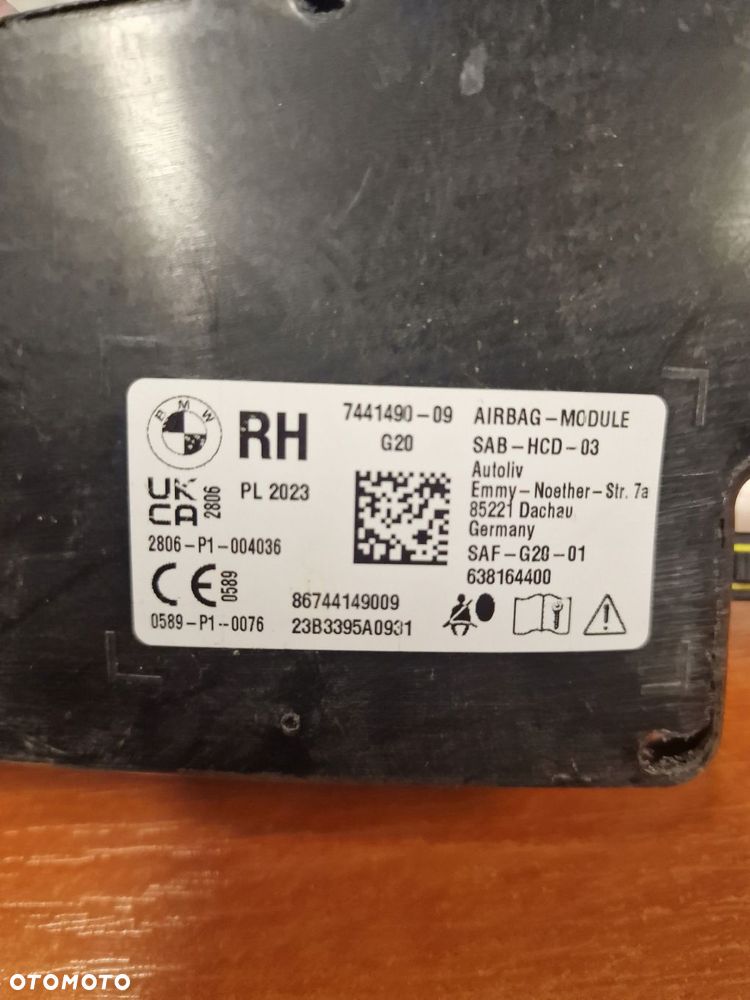 BMW
RH
7441490-09
G20
AIRBAG-MODULE
SAB-HCD-03
Autoliv
Emmy-Noether-Str. 7a
85221 Dachau
Germany
SAF-G20-01
638164400
UK
CA
2806
PL 2023
2806-P1-004036
CE
0589
0589-P1-0076
86744149009
23B3395A0931
OTOMOTO